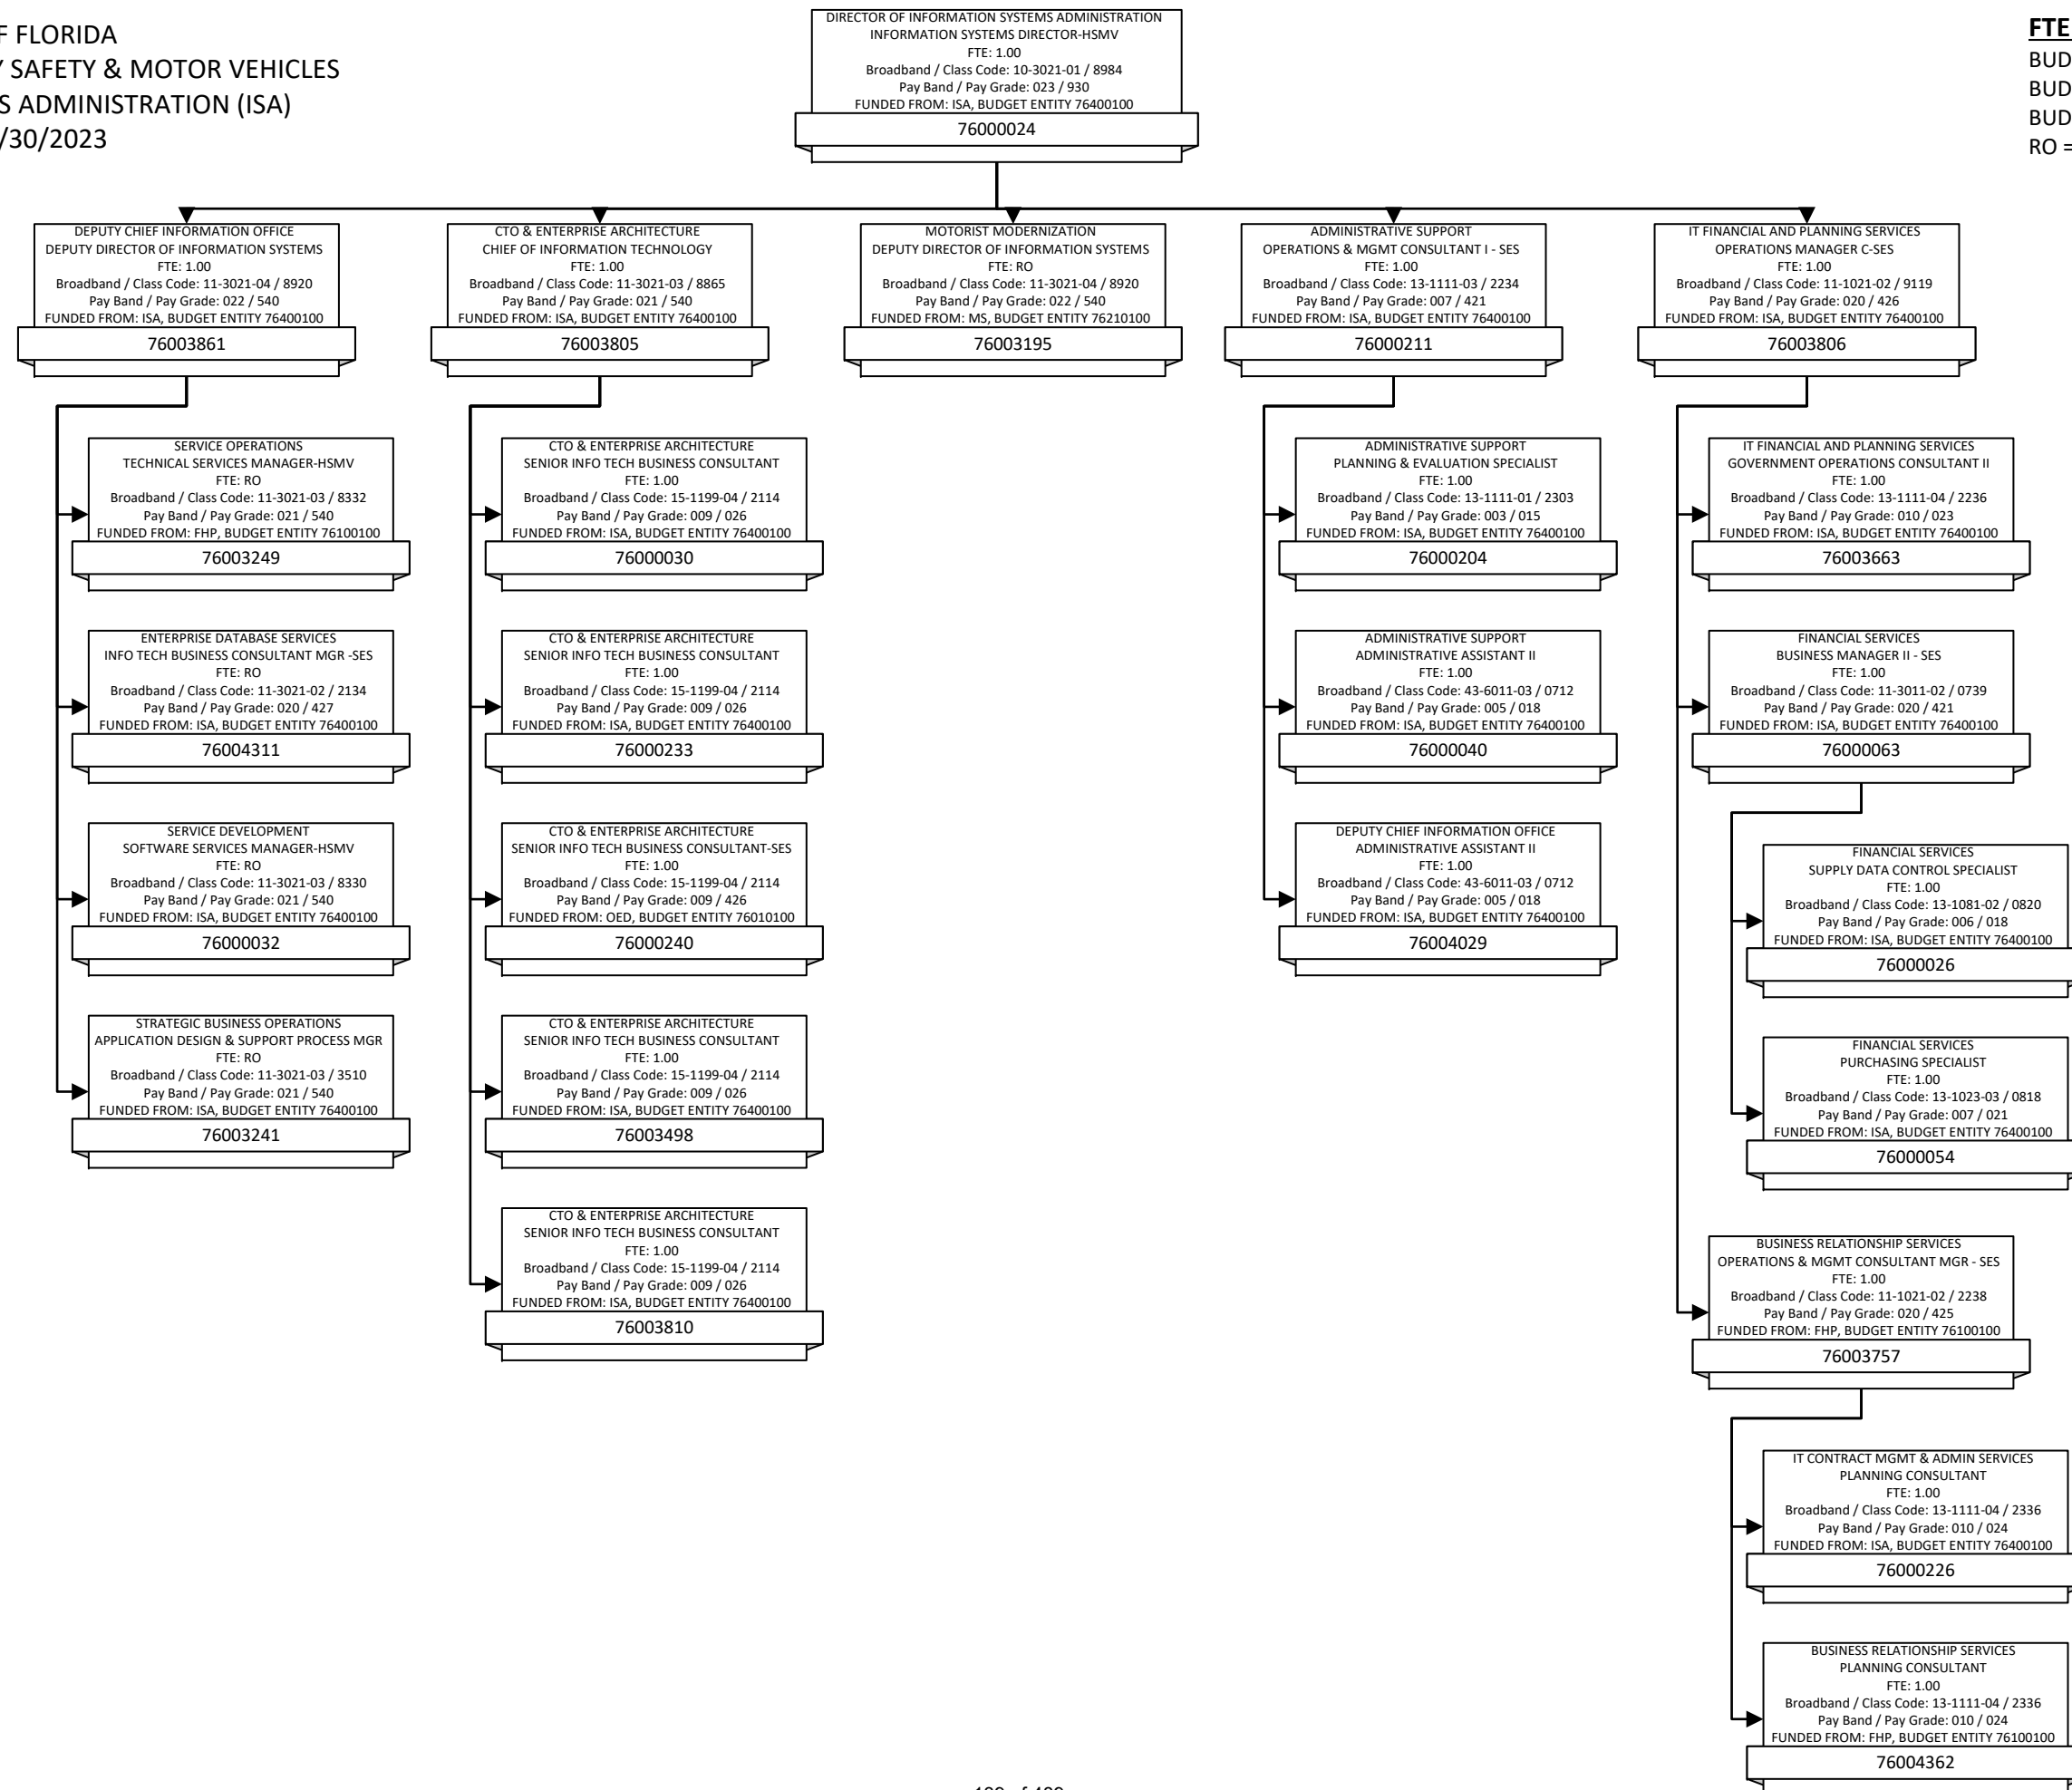 F FLORIDA
Y SAFETY & MOTOR VEHICLES
S ADMINISTRATION (ISA)
/30/2023
DIRECTOR OF INFORMATION SYSTEMS ADMINISTRATION
INFORMATION SYSTEMS DIRECTOR-HSMV
FTE: 1.00
Broadband / Class Code: 10-3021-01 / 8984
Pay Band / Pay Grade: 023 / 930
FUNDED FROM: ISA, BUDGET ENTITY 76400100
76000024
FTE
BUD
BUD
BUD
RO =
DEPUTY CHIEF INFORMATION OFFICE
DEPUTY DIRECTOR OF INFORMATION SYSTEMS
FTE: 1.00
Broadband / Class Code: 11-3021-04 / 8920
Pay Band / Pay Grade: 022 / 540
FUNDED FROM: ISA, BUDGET ENTITY 76400100
76003861
CTO & ENTERPRISE ARCHITECTURE
CHIEF OF INFORMATION TECHNOLOGY
FTE: 1.00
Broadband / Class Code: 11-3021-03 / 8865
Pay Band / Pay Grade: 021 / 540
FUNDED FROM: ISA, BUDGET ENTITY 76400100
76003805
MOTORIST MODERNIZATION
DEPUTY DIRECTOR OF INFORMATION SYSTEMS
FTE: RO
Broadband / Class Code: 11-3021-04 / 8920
Pay Band / Pay Grade: 022 / 540
FUNDED FROM: MS, BUDGET ENTITY 76210100
76003195
ADMINISTRATIVE SUPPORT
OPERATIONS & MGMT CONSULTANT I - SES
FTE: 1.00
Broadband / Class Code: 13-1111-03 / 2234
Pay Band / Pay Grade: 007 / 421
FUNDED FROM: ISA, BUDGET ENTITY 76400100
76000211
IT FINANCIAL AND PLANNING SERVICES
OPERATIONS MANAGER C-SES
FTE: 1.00
Broadband / Class Code: 11-1021-02 / 9119
Pay Band / Pay Grade: 020 / 426
FUNDED FROM: ISA, BUDGET ENTITY 76400100
76003806
SERVICE OPERATIONS
TECHNICAL SERVICES MANAGER-HSMV
FTE: RO
Broadband / Class Code: 11-3021-03 / 8332
Pay Band / Pay Grade: 021 / 540
FUNDED FROM: FHP, BUDGET ENTITY 76100100
76003249
ENTERPRISE DATABASE SERVICES
INFO TECH BUSINESS CONSULTANT MGR -SES
FTE: RO
Broadband / Class Code: 11-3021-02 / 2134
Pay Band / Pay Grade: 020 / 427
FUNDED FROM: ISA, BUDGET ENTITY 76400100
76004311
SERVICE DEVELOPMENT
SOFTWARE SERVICES MANAGER-HSMV
FTE: RO
Broadband / Class Code: 11-3021-03 / 8330
Pay Band / Pay Grade: 021 / 540
FUNDED FROM: ISA, BUDGET ENTITY 76400100
76000032
STRATEGIC BUSINESS OPERATIONS
APPLICATION DESIGN & SUPPORT PROCESS MGR
FTE: RO
Broadband / Class Code: 11-3021-03 / 3510
Pay Band / Pay Grade: 021 / 540
FUNDED FROM: ISA, BUDGET ENTITY 76400100
76003241
CTO & ENTERPRISE ARCHITECTURE
SENIOR INFO TECH BUSINESS CONSULTANT
FTE: 1.00
Broadband / Class Code: 15-1199-04 / 2114
Pay Band / Pay Grade: 009 / 026
FUNDED FROM: ISA, BUDGET ENTITY 76400100
76000030
CTO & ENTERPRISE ARCHITECTURE
SENIOR INFO TECH BUSINESS CONSULTANT
FTE: 1.00
Broadband / Class Code: 15-1199-04 / 2114
Pay Band / Pay Grade: 009 / 026
FUNDED FROM: ISA, BUDGET ENTITY 76400100
76000233
CTO & ENTERPRISE ARCHITECTURE
SENIOR INFO TECH BUSINESS CONSULTANT-SES
FTE: 1.00
Broadband / Class Code: 15-1199-04 / 2114
Pay Band / Pay Grade: 009 / 426
FUNDED FROM: OED, BUDGET ENTITY 76010100
76000240
CTO & ENTERPRISE ARCHITECTURE
SENIOR INFO TECH BUSINESS CONSULTANT
FTE: 1.00
Broadband / Class Code: 15-1199-04 / 2114
Pay Band / Pay Grade: 009 / 026
FUNDED FROM: ISA, BUDGET ENTITY 76400100
76003498
CTO & ENTERPRISE ARCHITECTURE
SENIOR INFO TECH BUSINESS CONSULTANT
FTE: 1.00
Broadband / Class Code: 15-1199-04 / 2114
Pay Band / Pay Grade: 009 / 026
FUNDED FROM: ISA, BUDGET ENTITY 76400100
76003810
ADMINISTRATIVE SUPPORT
PLANNING & EVALUATION SPECIALIST
FTE: 1.00
Broadband / Class Code: 13-1111-01 / 2303
Pay Band / Pay Grade: 003 / 015
FUNDED FROM: ISA, BUDGET ENTITY 76400100
76000204
ADMINISTRATIVE SUPPORT
ADMINISTRATIVE ASSISTANT II
FTE: 1.00
Broadband / Class Code: 43-6011-03 / 0712
Pay Band / Pay Grade: 005 / 018
FUNDED FROM: ISA, BUDGET ENTITY 76400100
76000040
DEPUTY CHIEF INFORMATION OFFICE
ADMINISTRATIVE ASSISTANT II
FTE: 1.00
Broadband / Class Code: 43-6011-03 / 0712
Pay Band / Pay Grade: 005 / 018
FUNDED FROM: ISA, BUDGET ENTITY 76400100
76004029
IT FINANCIAL AND PLANNING SERVICES
GOVERNMENT OPERATIONS CONSULTANT II
FTE: 1.00
Broadband / Class Code: 13-1111-04 / 2236
Pay Band / Pay Grade: 010 / 023
FUNDED FROM: ISA, BUDGET ENTITY 76400100
76003663
FINANCIAL SERVICES
BUSINESS MANAGER II - SES
FTE: 1.00
Broadband / Class Code: 11-3011-02 / 0739
Pay Band / Pay Grade: 020 / 421
FUNDED FROM: ISA, BUDGET ENTITY 76400100
76000063
FINANCIAL SERVICES
SUPPLY DATA CONTROL SPECIALIST
FTE: 1.00
Broadband / Class Code: 13-1081-02 / 0820
Pay Band / Pay Grade: 006 / 018
FUNDED FROM: ISA, BUDGET ENTITY 76400100
76000026
FINANCIAL SERVICES
PURCHASING SPECIALIST
FTE: 1.00
Broadband / Class Code: 13-1023-03 / 0818
Pay Band / Pay Grade: 007 / 021
FUNDED FROM: ISA, BUDGET ENTITY 76400100
76000054
BUSINESS RELATIONSHIP SERVICES
OPERATIONS & MGMT CONSULTANT MGR - SES
FTE: 1.00
Broadband / Class Code: 11-1021-02 / 2238
Pay Band / Pay Grade: 020 / 425
FUNDED FROM: FHP, BUDGET ENTITY 76100100
76003757
IT CONTRACT MGMT & ADMIN SERVICES
PLANNING CONSULTANT
FTE: 1.00
Broadband / Class Code: 13-1111-04 / 2336
Pay Band / Pay Grade: 010 / 024
FUNDED FROM: ISA, BUDGET ENTITY 76400100
76000226
BUSINESS RELATIONSHIP SERVICES
PLANNING CONSULTANT
FTE: 1.00
Broadband / Class Code: 13-1111-04 / 2336
Pay Band / Pay Grade: 010 / 024
FUNDED FROM: FHP, BUDGET ENTITY 76100100
76004362